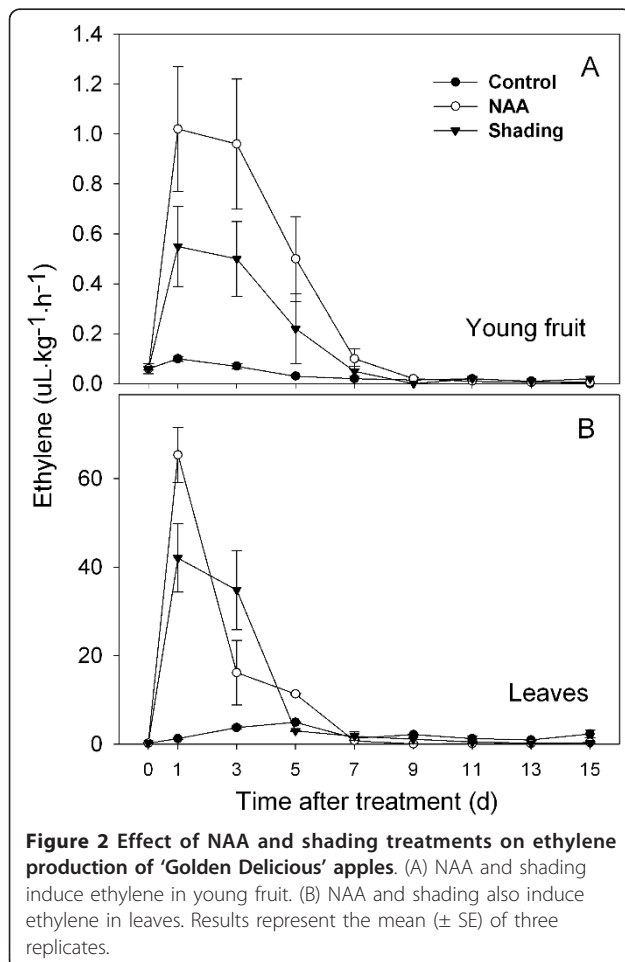 1.4
1.2
1.0
0.8
0.6
0.4
0.2
0.0
A
Control
NAA
Shading
Young fruit
Ethylene (uL·kg⁻¹·h⁻¹)
60
40
20
0
B
Leaves
0 1 3 5 7 9 11 13 15
Time after treatment (d)
Figure 2 Effect of NAA and shading treatments on ethylene
production of 'Golden Delicious' apples. (A) NAA and shading
induce ethylene in young fruit. (B) NAA and shading also induce
ethylene in leaves. Results represent the mean (± SE) of three
replicates.